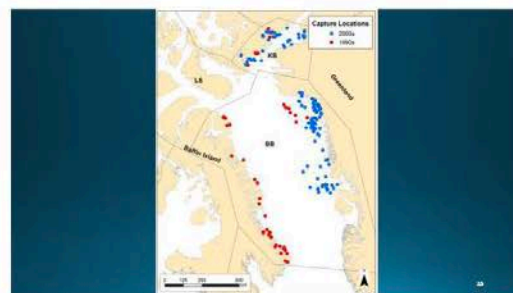 Capture Locations
2000s
1990s
KB
Greenland
LS
BB
Baffin Island